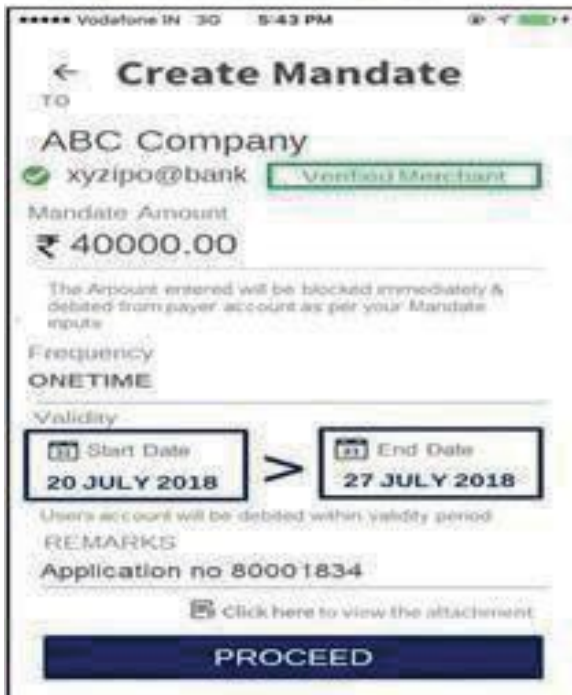 Vodafone IN 3G 5:43 PM
← Create Mandate
TO
ABC Company
xyzipo@bank Verified Merchant
Mandate Amount
₹ 40000.00
The Amount entered will be blocked immediately &
debited from payer account as per your Mandate
inputs
Frequency
ONETIME
Validity
31 Start Date > 31 End Date
20 JULY 2018 27 JULY 2018
Users account will be debited within validity period
REMARKS
Application no 80001834
Click here to view the attachment
PROCEED